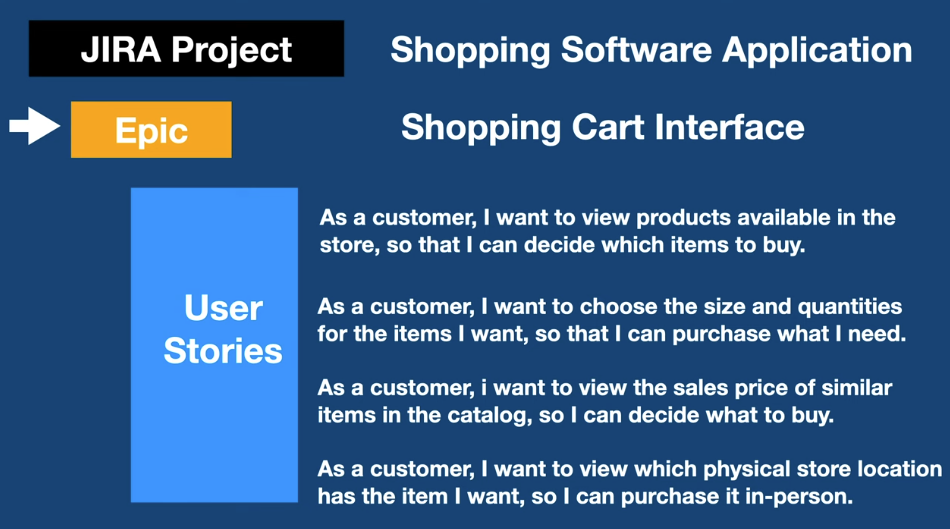 JIRA Project
Shopping Software Application
Epic
Shopping Cart Interface
User
Stories
As a customer, I want to view products available in the
store, so that I can decide which items to buy.
As a customer, I want to choose the size and quantities
for the items I want, so that I can purchase what I need.
As a customer, i want to view the sales price of similar
items in the catalog, so I can decide what to buy.
As a customer, I want to view which physical store location
has the item I want, so I can purchase it in-person.